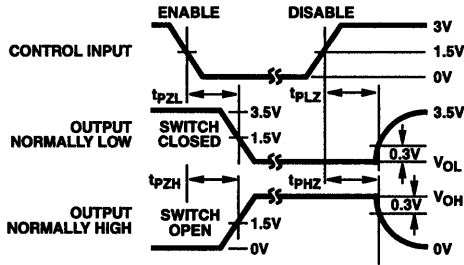 ENABLE
DISABLE
CONTROL INPUT
3V
1.5V
0V
tPZL
tPLZ
OUTPUT
NORMALLY LOW
SWITCH
CLOSED
3.5V
1.5V
3.5V
0.3V
VOL
tPZH
tPHZ
VOH
0.3V
OUTPUT
NORMALLY HIGH
SWITCH
OPEN
1.5V
0V
0V